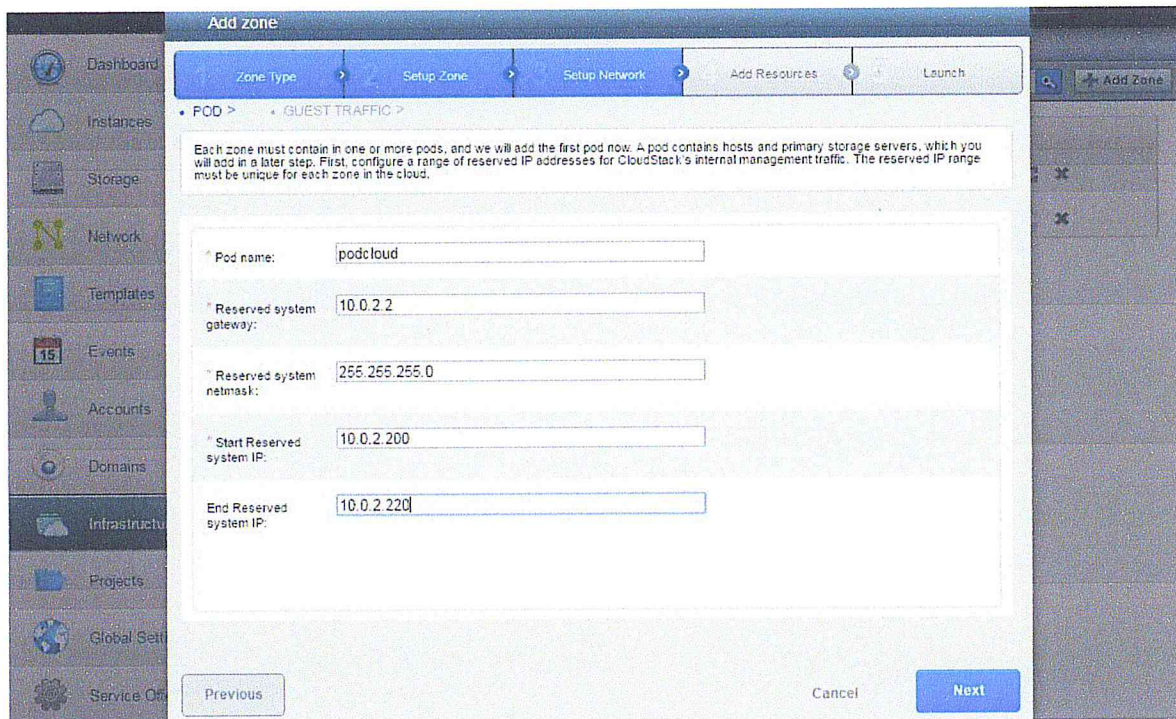 Add zone
Dashboard
Zone Type
Setup Zone
Setup Network
Add Resources
Launch
Add Zone
Instances
• POD > • GUEST TRAFFIC >
Each zone must contain in one or more pods, and we will add the first pod now. A pod contains hosts and primary storage servers, which you
will add in a later step. First, configure a range of reserved IP addresses for CloudStack's internal management traffic. The reserved IP range
must be unique for each zone in the cloud.
Storage
Network
* Pod name:
podcloud
Templates
* Reserved system
gateway:
10.0.2.2
15
Events
* Reserved system
netmask:
255.255.255.0
Accounts
* Start Reserved
system IP:
10.0.2.200
Domains
End Reserved
system IP:
10.0.2.220
Infrastructu
Projects
Global Setti
Service Off
Previous
Cancel
Next